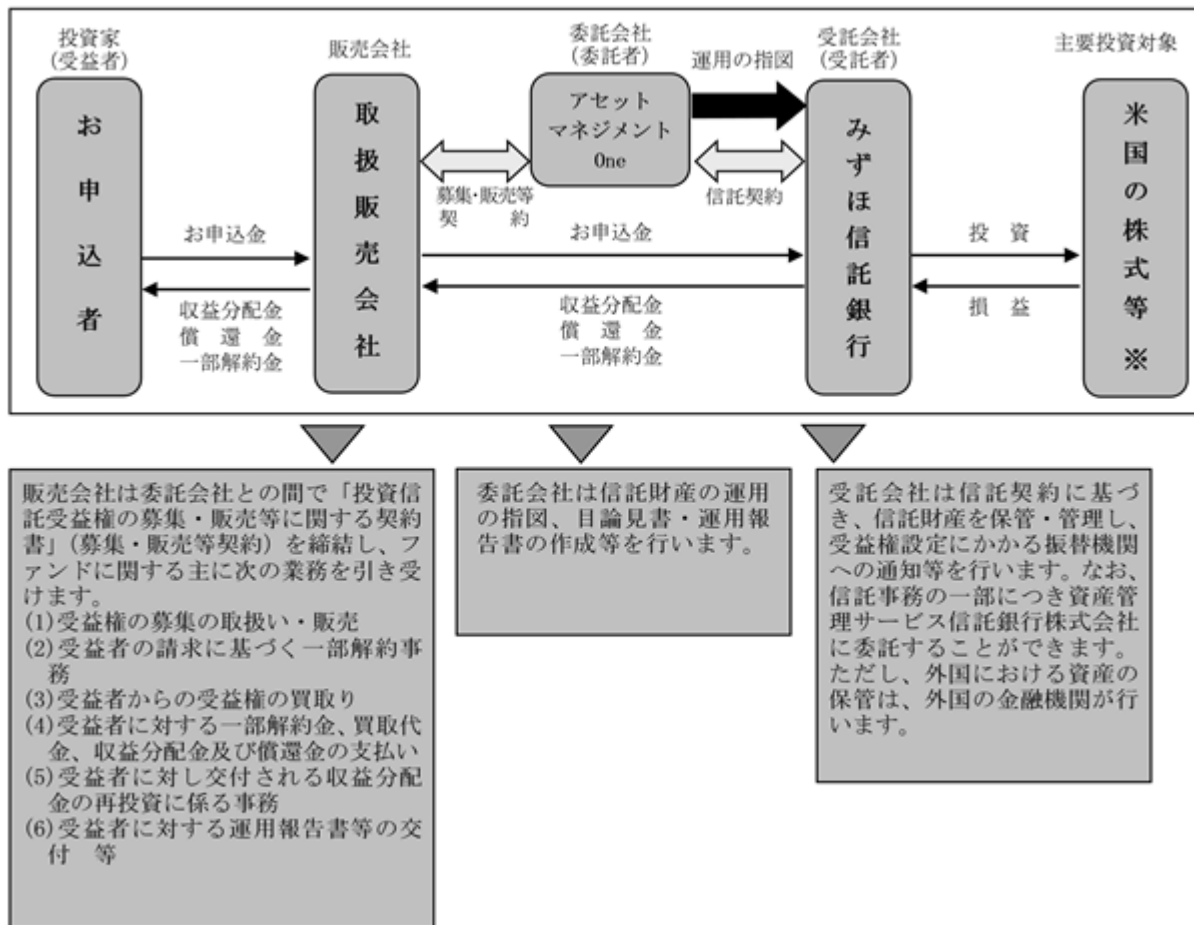 投資家
(受益者)
販売会社
委託会社
(委託者)
運用の指図
受託会社
(受託者)
主要投資対象
お申込者
取扱販売会社
アセット
マネジメント
One
みずほ信託銀行
米国の株式等※
募集・販売等
契　　　約
信託契約
お申込金
お申込金
投　資
収益分配金
償　還　金
一部解約金
収益分配金
償　還　金
一部解約金
損　益
販売会社は委託会社との間で「投資信
託受益権の募集・販売等に関する契約
書」(募集・販売等契約) を締結し、フ
ァンドに関する主に次の業務を引き受
けます。
(1)受益権の募集の取扱い・販売
(2)受益者の請求に基づく一部解約事
務
(3)受益者からの受益権の買取り
(4)受益者に対する一部解約金、買取代
金、収益分配金及び償還金の支払い
(5)受益者に対し交付される収益分配
金の再投資に係る事務
(6)受益者に対する運用報告書等の交
付　等
委託会社は信託財産の運用
の指図、目論見書・運用報
告書の作成等を行います。
受託会社は信託契約に基づ
き、信託財産を保管・管理し、
受益権設定にかかる振替機関
への通知等を行います。なお、
信託事務の一部につき資産管
理サービス信託銀行株式会社
に委託することができます。
ただし、外国における資産の
保管は、外国の金融機関が行
います。